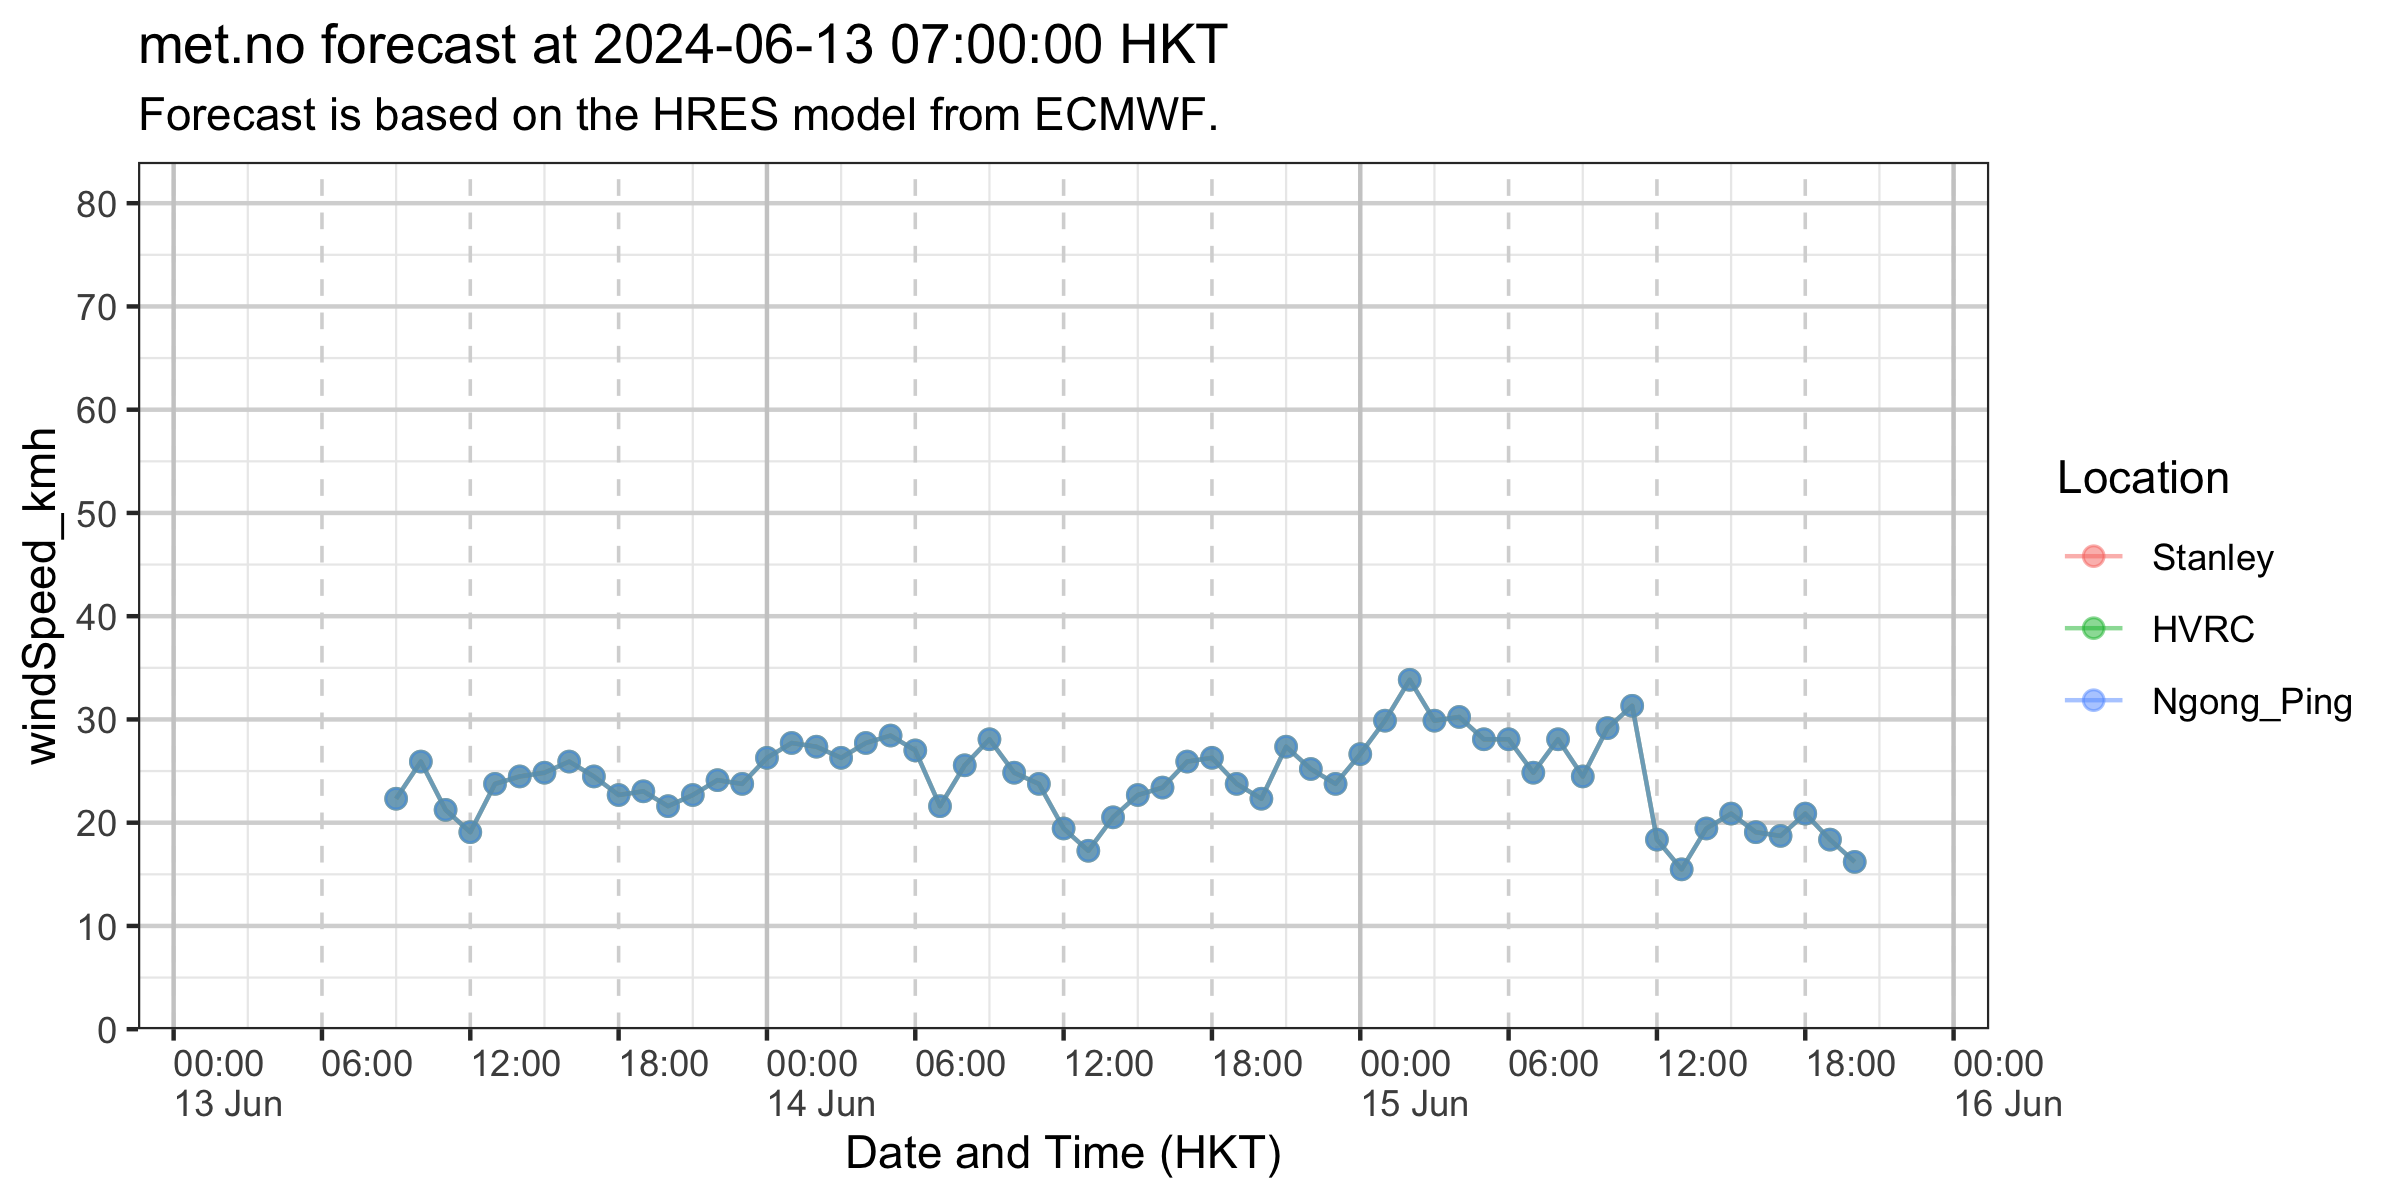 met.no forecast at 2024-06-13 07:00:00 HKT
Forecast is based on the HRES model from ECMWF.
windSpeed_kmh
80
70
60
50
40
30
20
10
0
00:00 06:00 12:00 18:00 00:00 06:00 12:00 18:00 00:00 06:00 12:00 18:00 00:00
13 Jun 14 Jun 15 Jun 16 Jun
Date and Time (HKT)
Location
Stanley
HVRC
Ngong_Ping